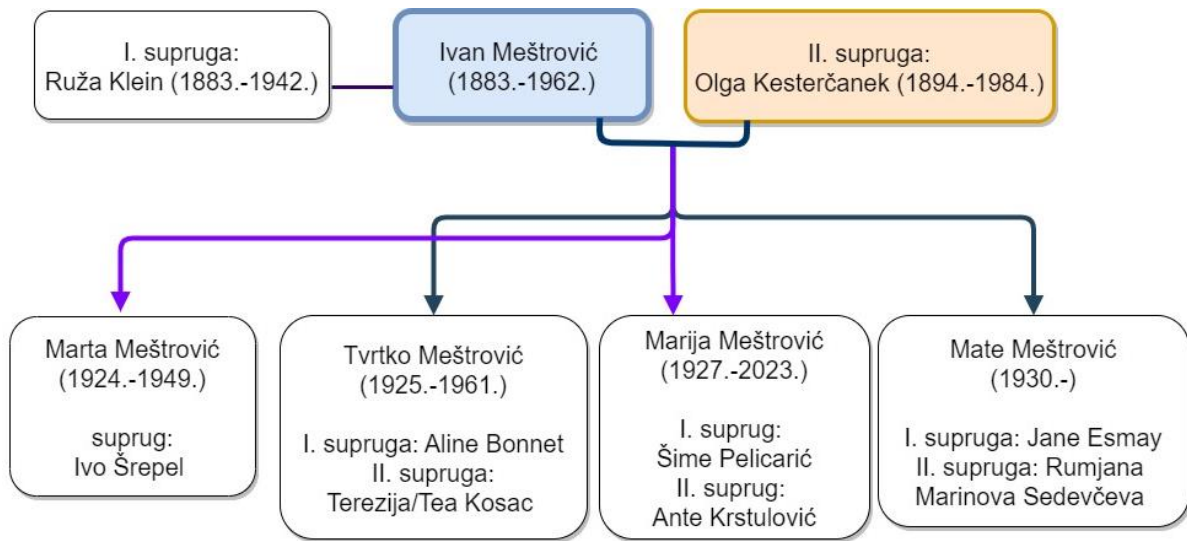 I. supruga:
Ruža Klein (1883.-1942.)
Ivan Meštrović
(1883.-1962.)
II. supruga:
Olga Kesterčanek (1894.-1984.)
Marta Meštrović
(1924.-1949.)
suprug:
Ivo Šrepel
Tvrtko Meštrović
(1925.-1961.)
I. supruga: Aline Bonnet
II. supruga:
Terezija/Tea Kosac
Marija Meštrović
(1927.-2023.)
I. suprug:
Šime Pelicarić
II. suprug:
Ante Krstulović
Mate Meštrović
(1930.-)
I. supruga: Jane Esmay
II. supruga: Rumjana
Marinova Sedevčeva